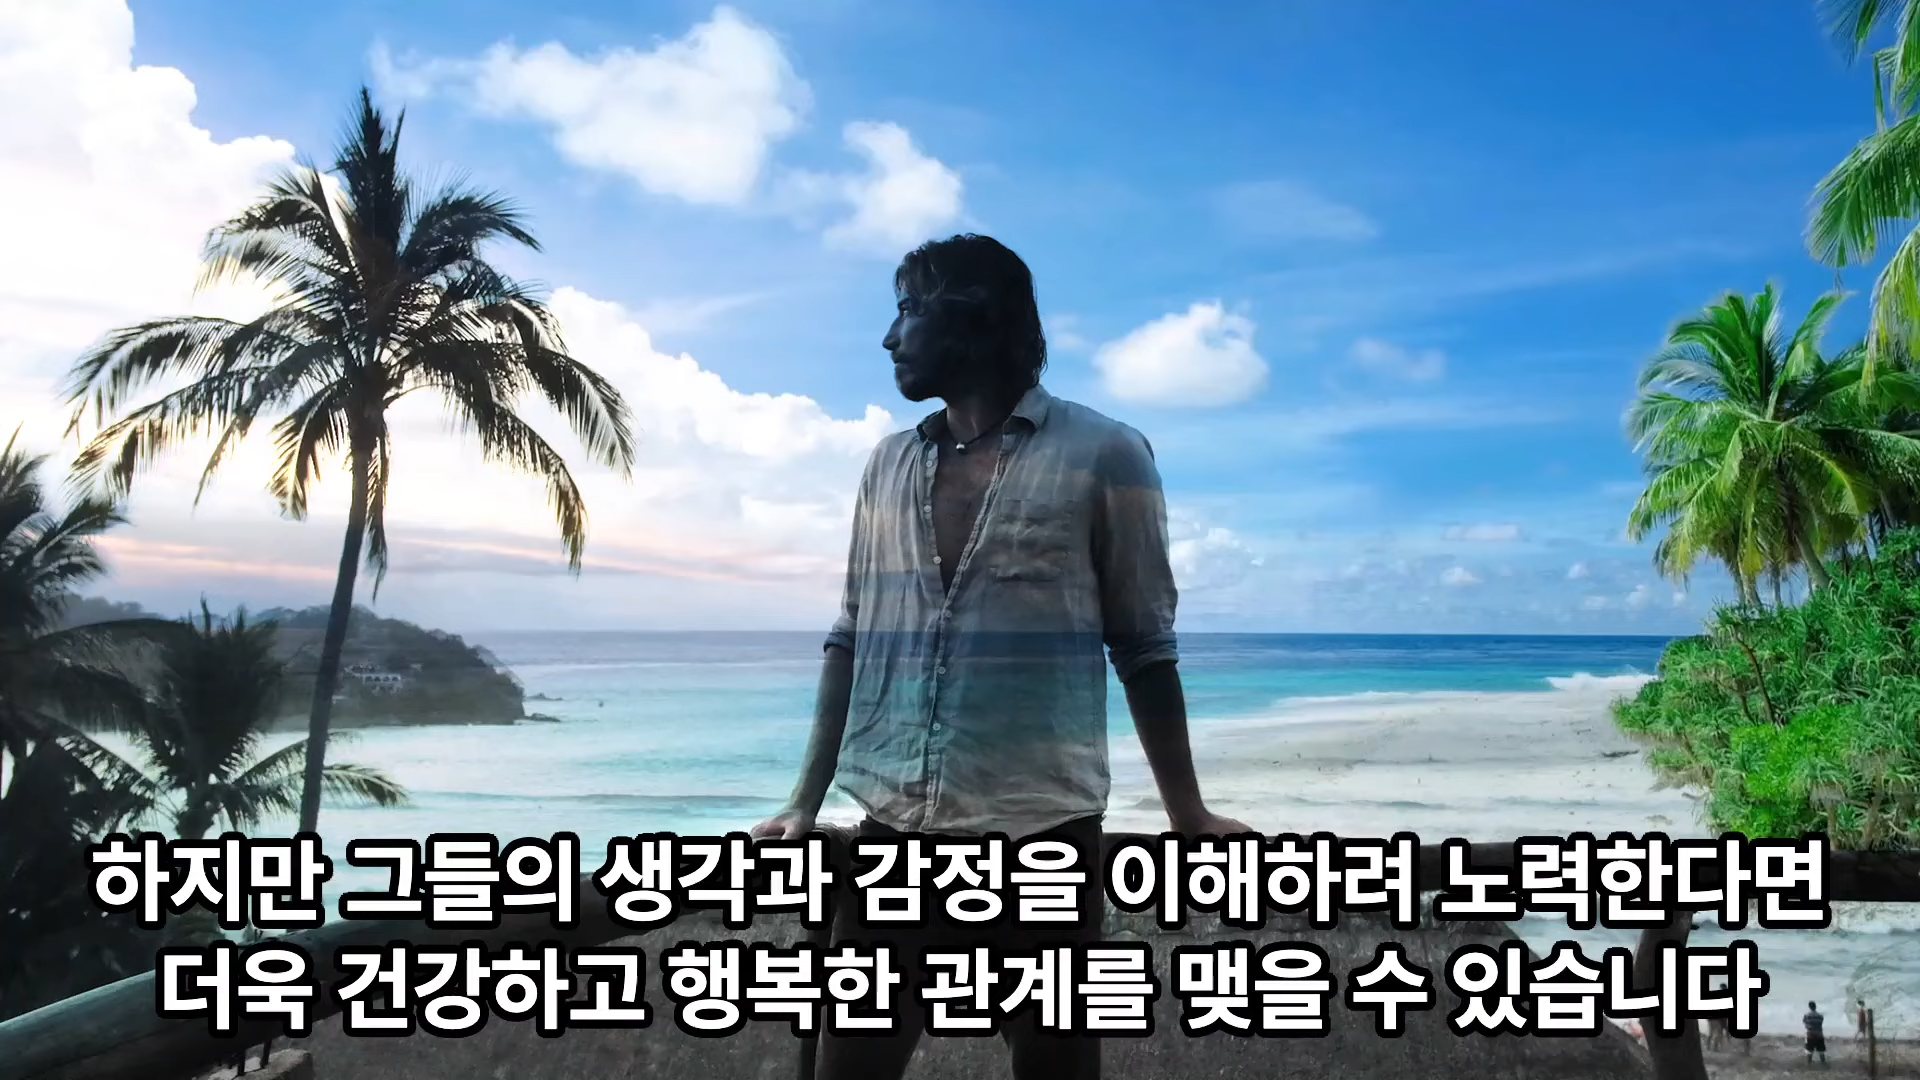 하지만 그들의 생각과 감정을 이해하려 노력한다면
더욱 건강하고 행복한 관계를 맺을 수 있습니다